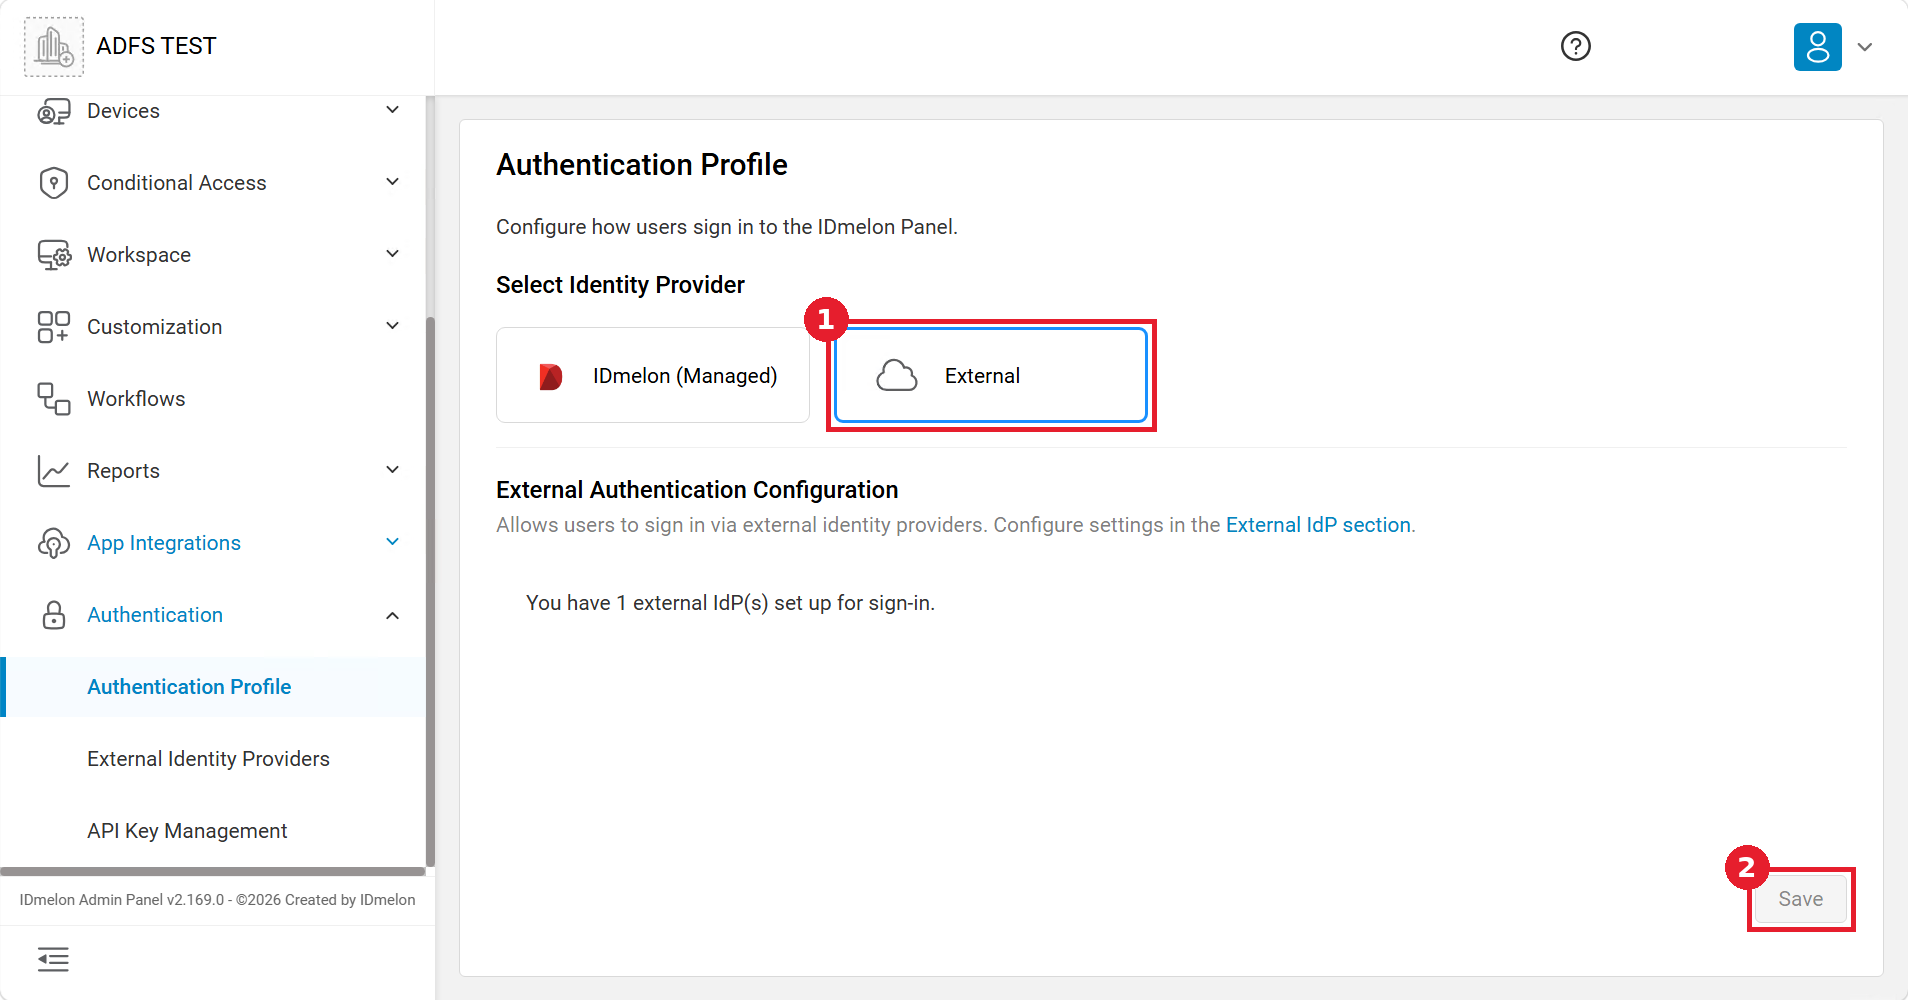 ADFS TEST
Devices
Conditional Access
Workspace
Customization
Workflows
Reports
App Integrations
Authentication
Authentication Profile
External Identity Providers
API Key Management
IDmelon Admin Panel v2.169.0 - ©2026 Created by IDmelon
Authentication Profile
Configure how users sign in to the IDmelon Panel.
Select Identity Provider
1
IDmelon (Managed)
External
External Authentication Configuration
Allows users to sign in via external identity providers. Configure settings in the External IdP section.
You have 1 external IdP(s) set up for sign-in.
2
Save